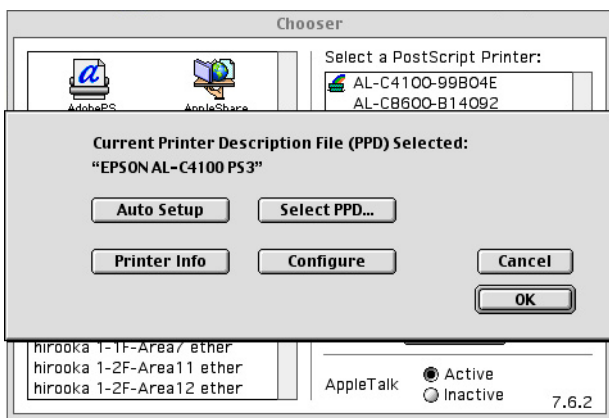 Chooser
Select a PostScript Printer:
AL-C4100-99B04E
AL-C8600-B14092
AdobePS
AppleShare
Current Printer Description File (PPD) Selected:
“EPSON AL-C4100 PS3”
Auto Setup
Select PPD...
Printer Info
Configure
Cancel
OK
hirooka 1-1F-Area7 ether
hirooka 1-2F-Area11 ether
hirooka 1-2F-Area12 ether
AppleTalk
Active
Inactive
7.6.2